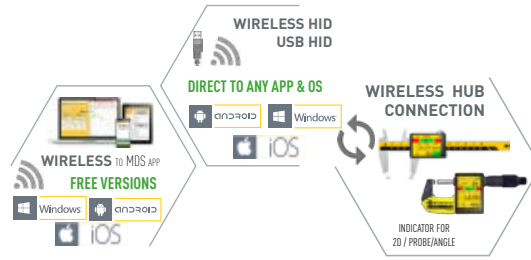 WIRELESS HID
USB HID
DIRECT TO ANY APP & OS
android
Windows
iOS
WIRELESS TO MDS APP
FREE VERSIONS
Windows
android
iOS
WIRELESS HUB
CONNECTION
INDICATOR FOR
2D / PROBE/ANGLE